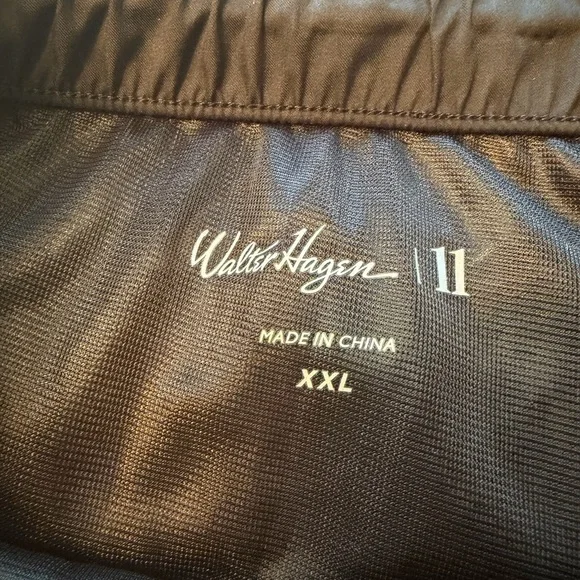 Walter Hagen | 11
MADE IN CHINA
XXL